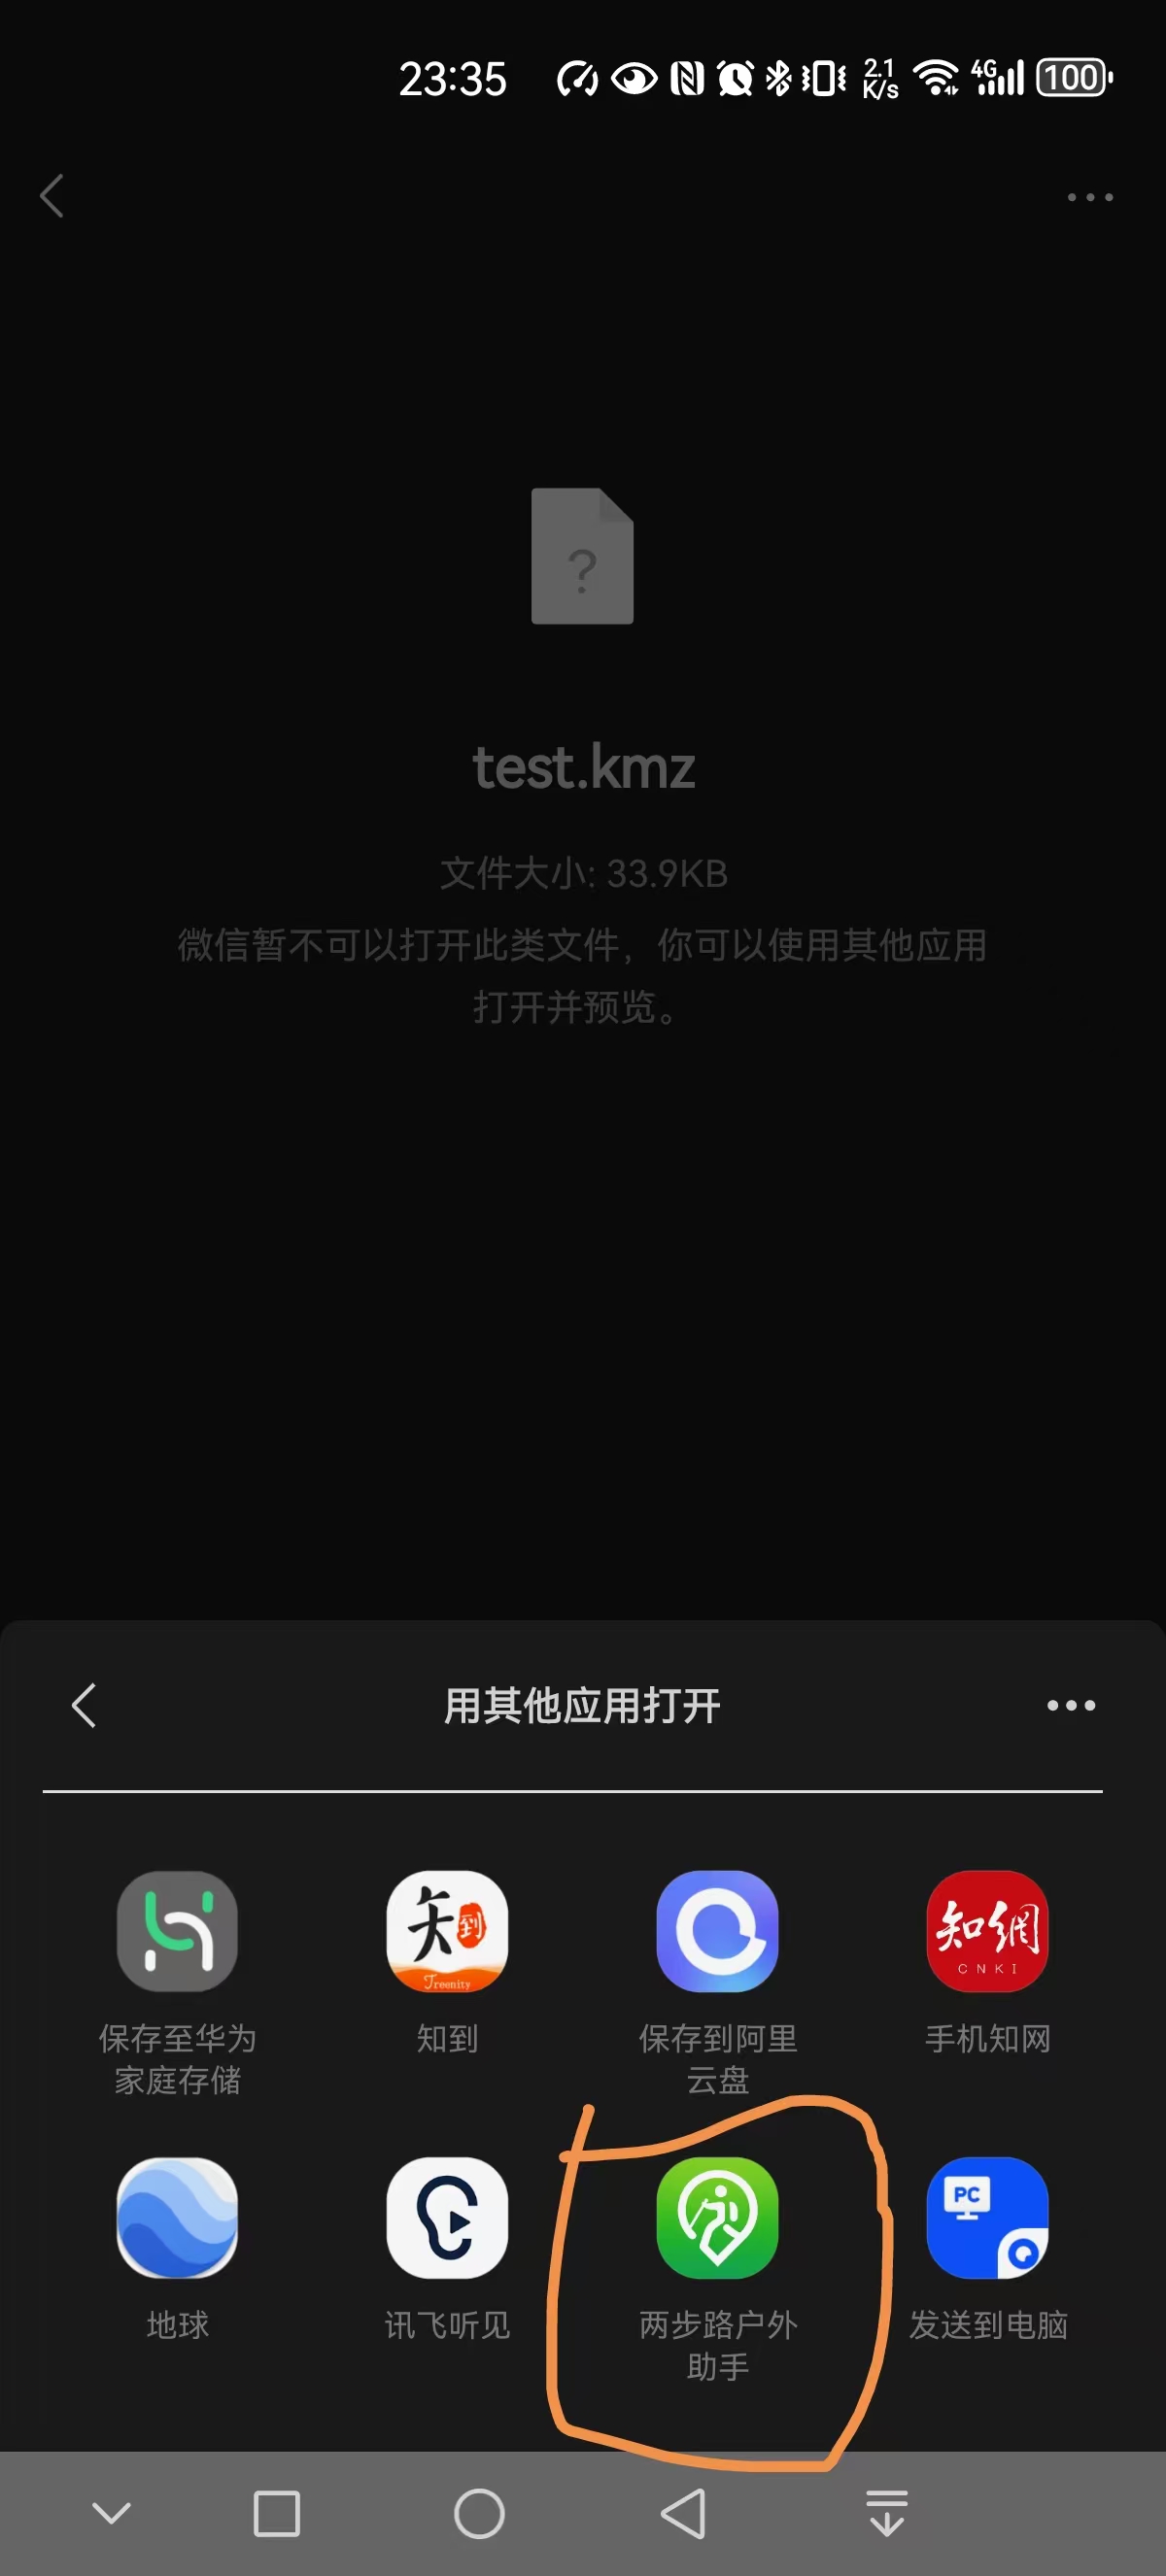 23:35
2.1
K/s
4G
100
?
test.kmz
文件大小: 33.9KB
微信暂不可以打开此类文件，你可以使用其他应用
打开并预览。
用其他应用打开
知到
Treenity
知網
CNKI
保存至华为
家庭存储
知到
保存到阿里
云盘
手机知网
PC
地球
讯飞听见
两步路户外
助手
发送到电脑